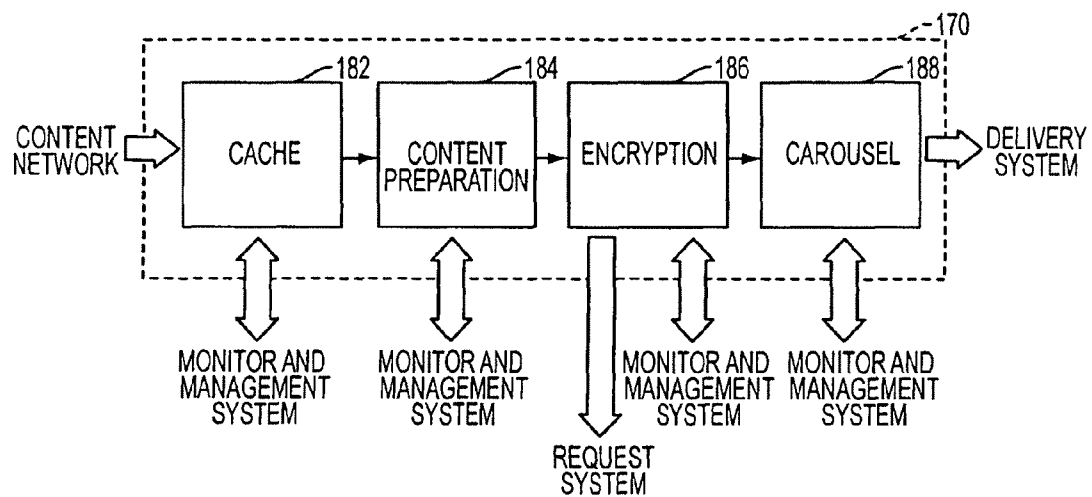 170
182
184
186
188
CONTENT
NETWORK
CACHE
CONTENT
PREPARATION
ENCRYPTION
CAROUSEL
DELIVERY
SYSTEM
MONITOR AND
MANAGEMENT
SYSTEM
MONITOR AND
MANAGEMENT
SYSTEM
MONITOR AND
MANAGEMENT
SYSTEM
MONITOR AND
MANAGEMENT
SYSTEM
REQUEST
SYSTEM